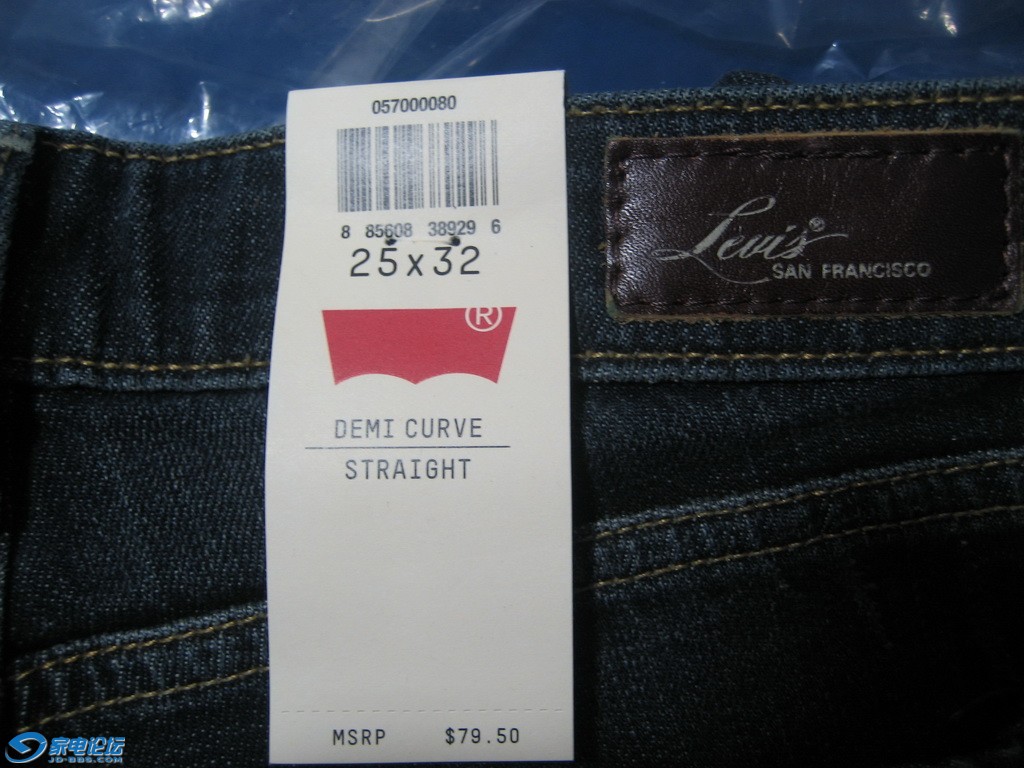 057000080
8 85608 38929 6
25x32
®
DEMI CURVE
STRAIGHT
MSRP $79.50
Levi's®
SAN FRANCISCO
家电论坛
JD-BBS.COM